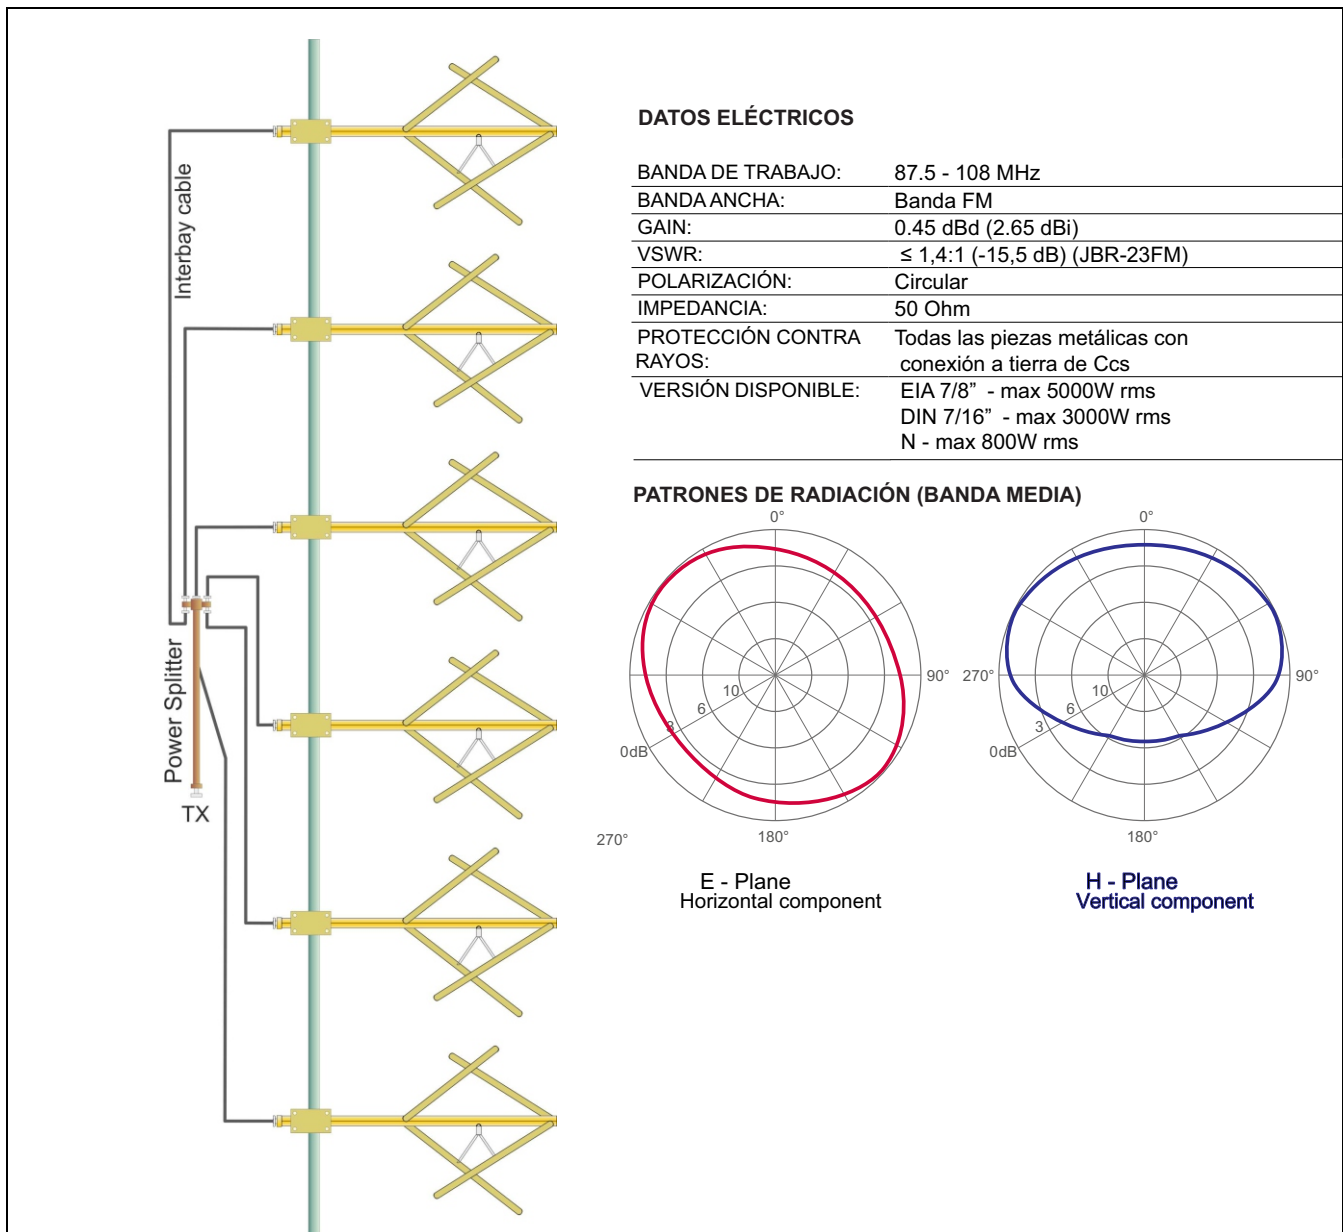 Interbay cable
Power Splitter
TX
DATOS ELÉCTRICOS
BANDA DE TRABAJO: 87.5 - 108 MHz
BANDA ANCHA: Banda FM
GAIN: 0.45 dBd (2.65 dBi)
VSWR: ≤ 1,4:1 (-15,5 dB) (JBR-23FM)
POLARIZACIÓN: Circular
IMPEDANCIA: 50 Ohm
PROTECCIÓN CONTRA Todas las piezas metálicas con
RAYOS: conexión a tierra de Ccs
VERSIÓN DISPONIBLE: EIA 7/8” - max 5000W rms
DIN 7/16” - max 3000W rms
N - max 800W rms
PATRONES DE RADIACIÓN (BANDA MEDIA)
0°
90°
10
6
3
0dB
180°
270°
E - Plane
Horizontal component
0°
270°
90°
10
6
3
0dB
180°
H - Plane
Vertical component